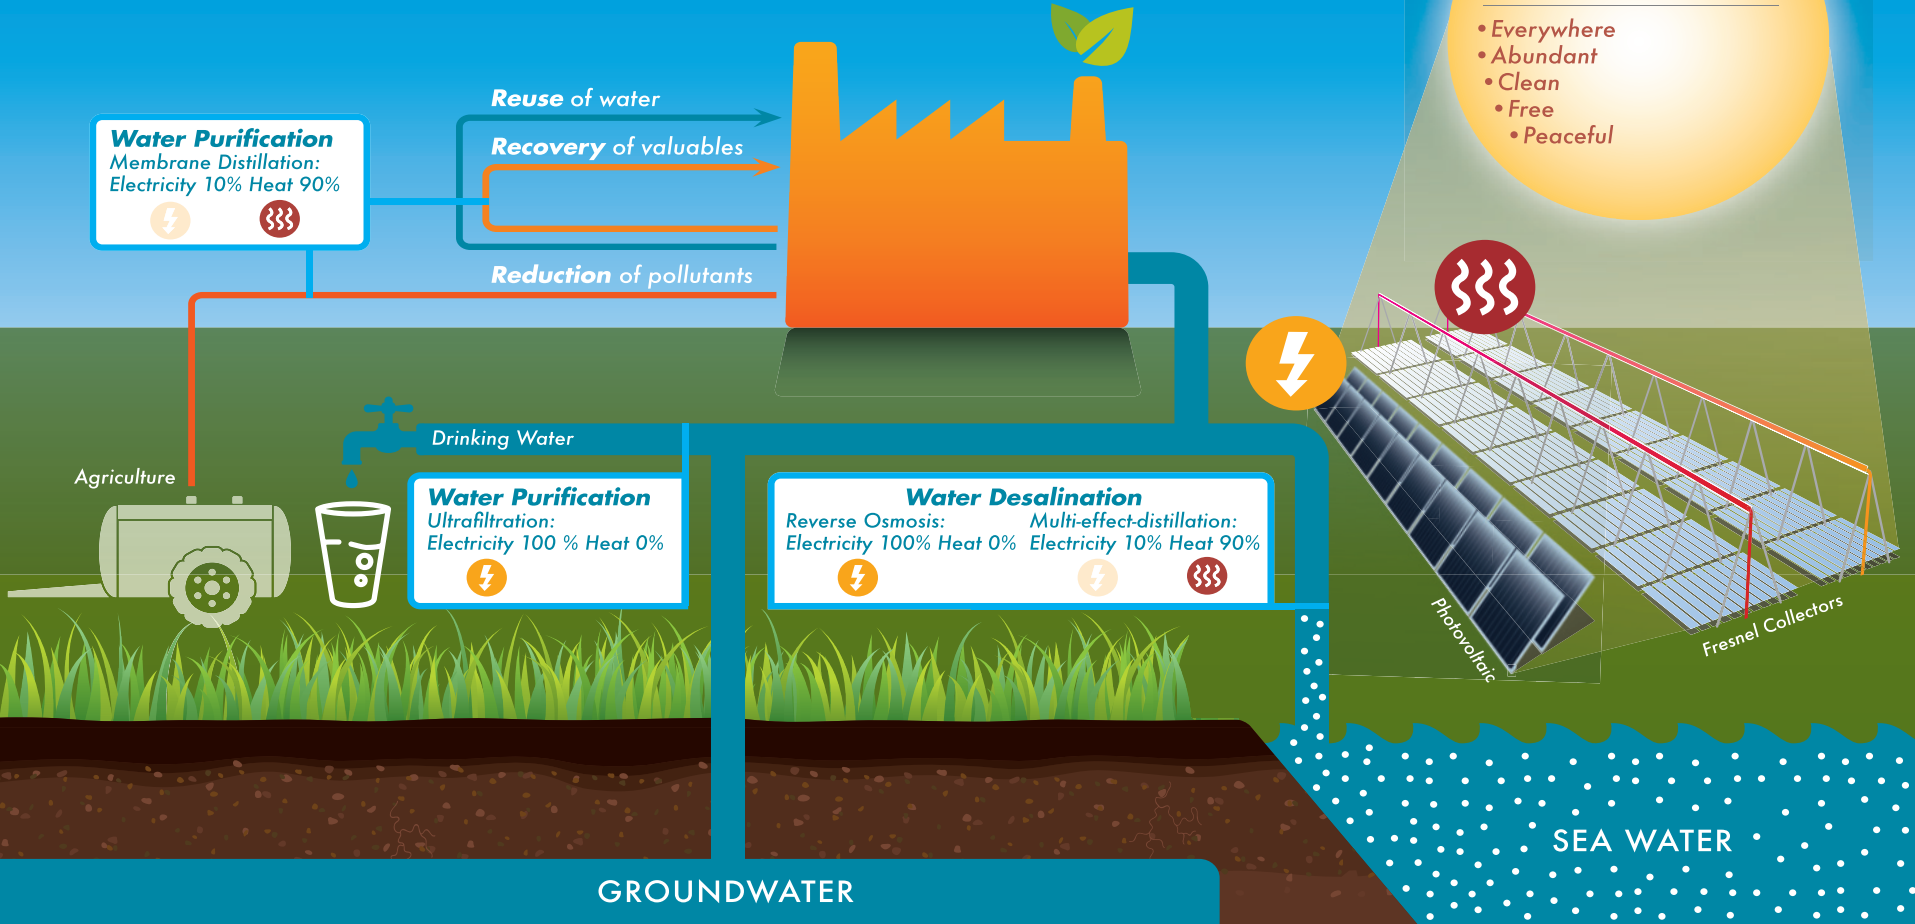 • Everywhere
• Abundant
• Clean
• Free
• Peaceful
Reuse of water
Recovery of valuables
Reduction of pollutants
Water Purification
Membrane Distillation:
Electricity 10% Heat 90%
Agriculture
Drinking Water
Water Purification
Ultrafiltration:
Electricity 100 % Heat 0%
Water Desalination
Reverse Osmosis:
Electricity 100% Heat 0%
Multi-effect-distillation:
Electricity 10% Heat 90%
Photovoltaic
Fresnel Collectors
SEA WATER
GROUNDWATER